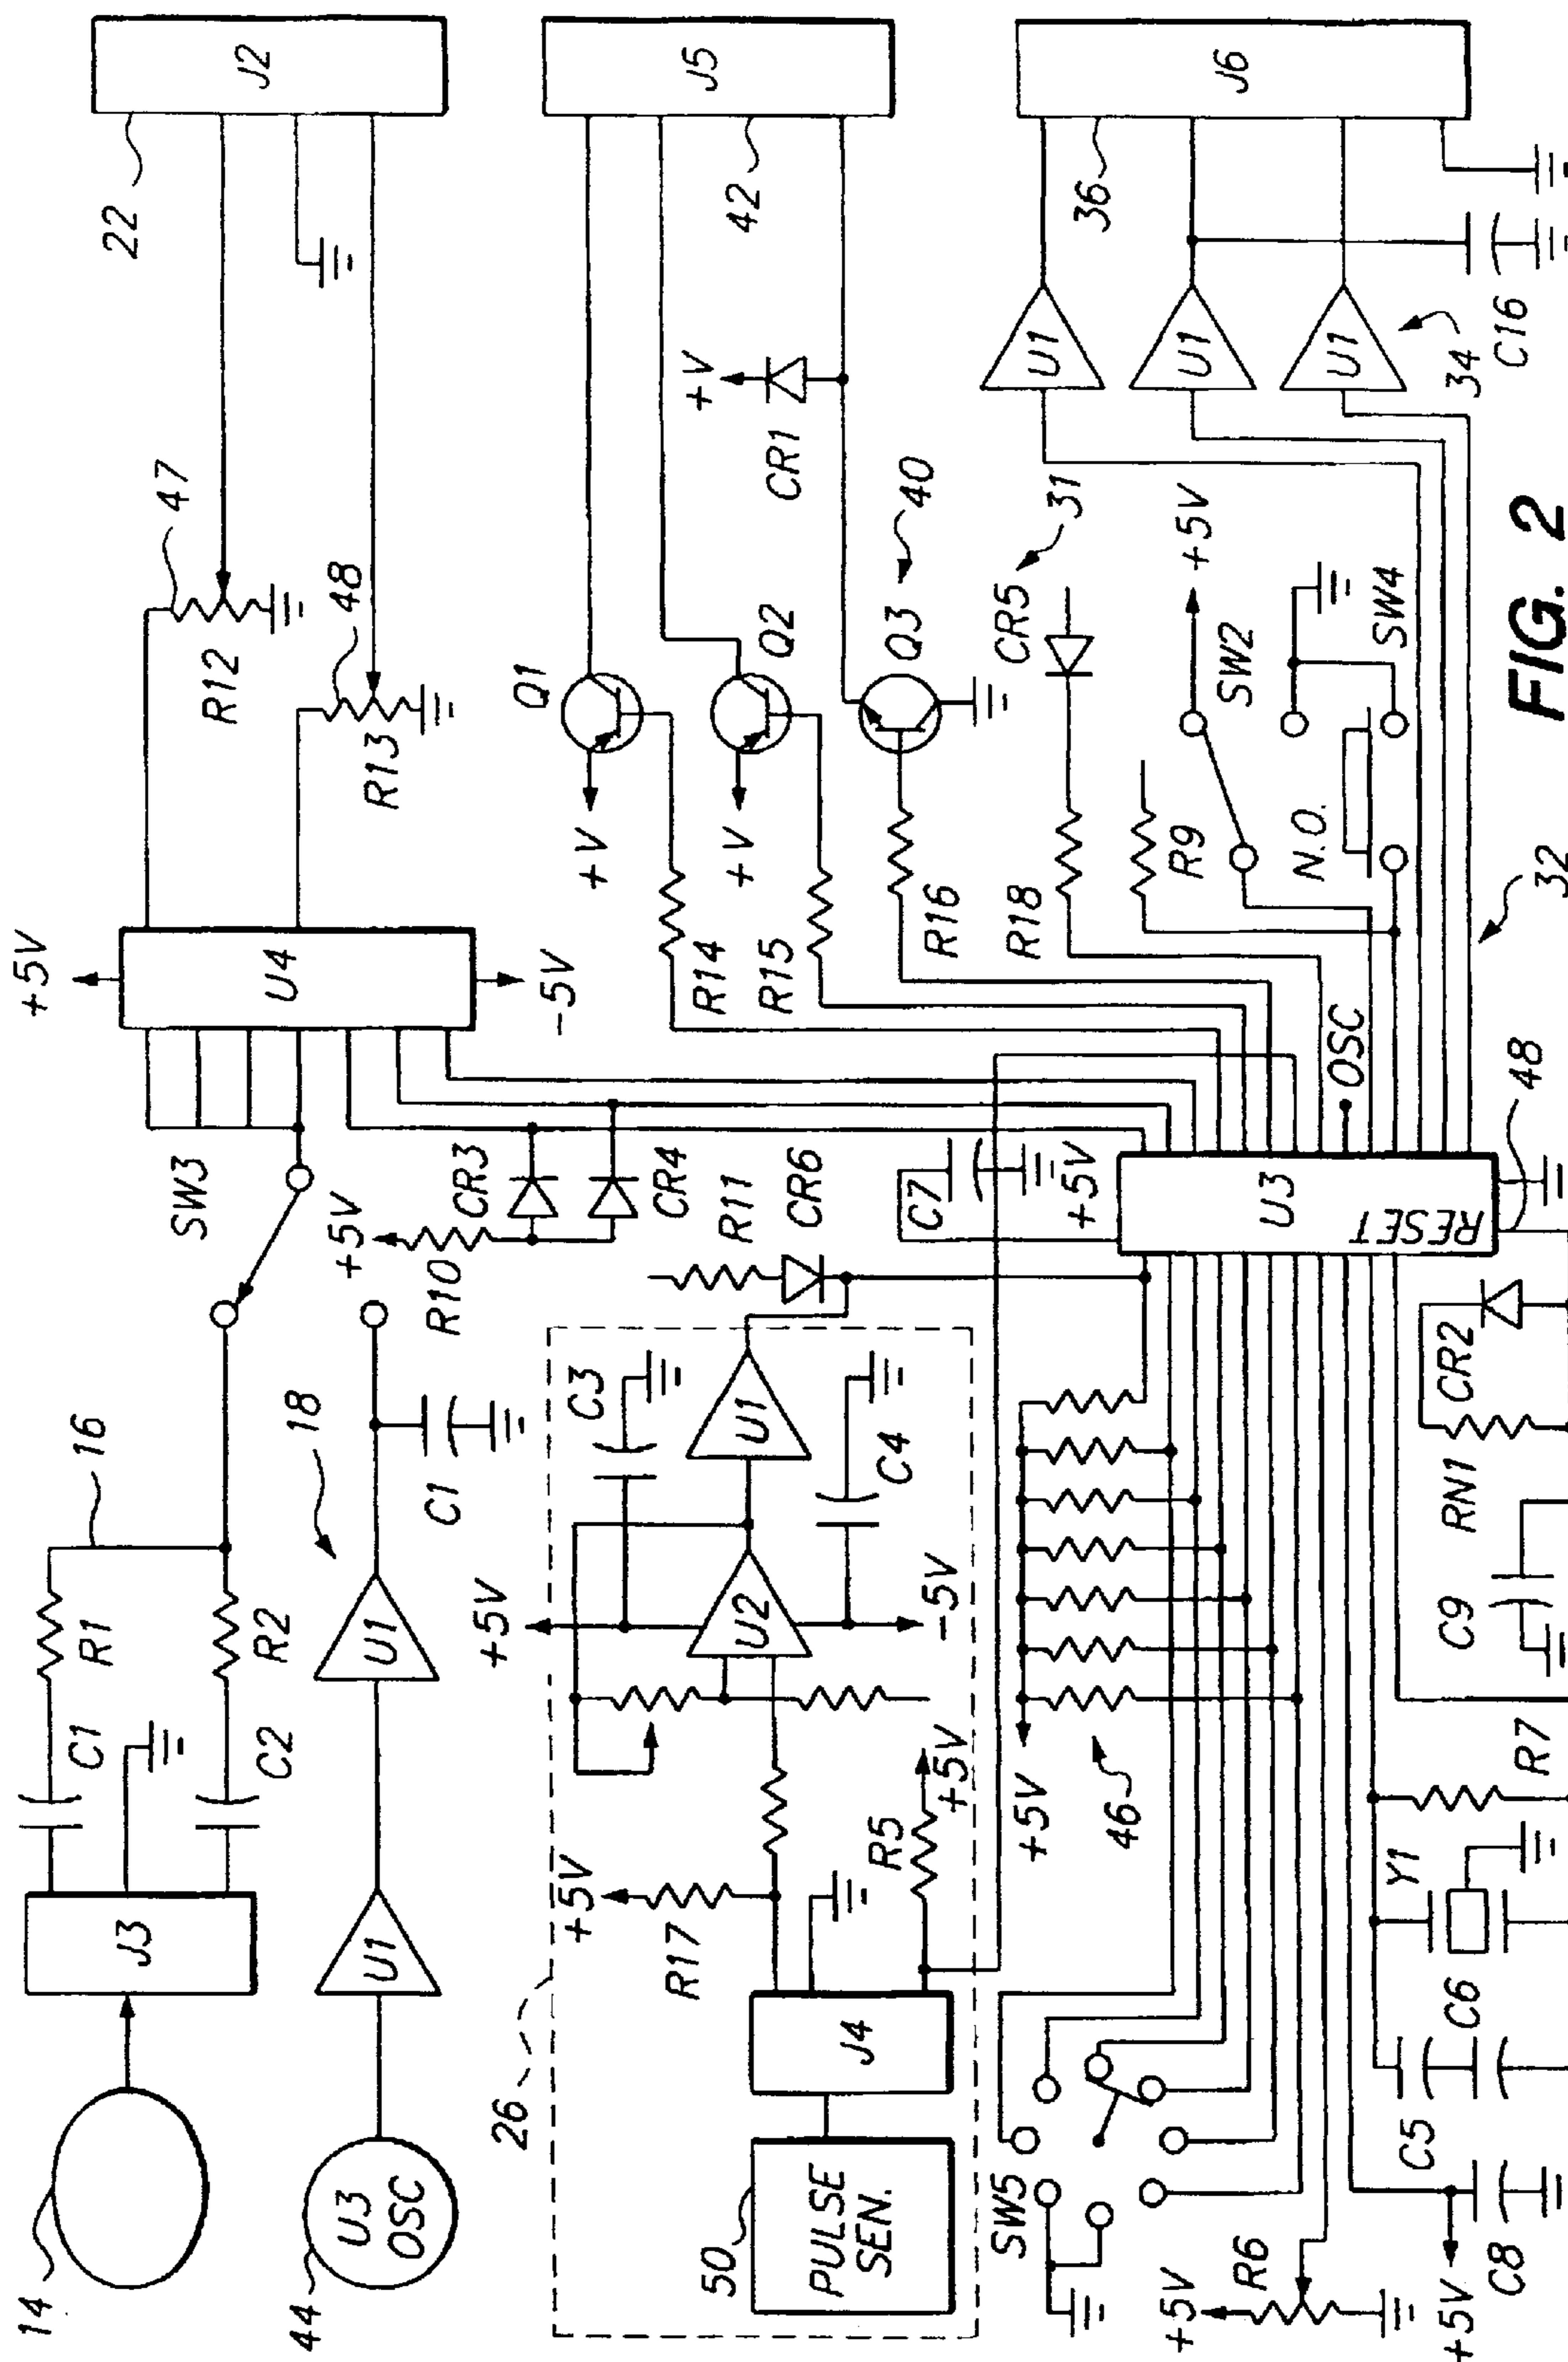 14
J3
C1
R1
16
C2
R2
SW3
+5V
U4
-5V
R12
47
R13
48
22
J2
44
U3
OSC
U1
U1
18
C1
+5V
R10
CR3
CR4
26
50
PULSE
SEN.
J4
+5V
R17
R5
+5V
+5V
U2
-5V
C3
C4
U1
R11
CR6
C7
+5V
Q1
+V
R14
Q2
+V
R15
Q3
R16
40
+V
CR1
42
J5
SW5
+5V
46
U3
RESET
48
OSC
R18
CR5
31
R9
SW2
+5V
N.O.
SW4
32
U1
U1
U1
34
C16
36
J6
+5V
R6
+5V
C8
C5
C6
Y1
R7
C9
RN1
CR2
FIG. 2